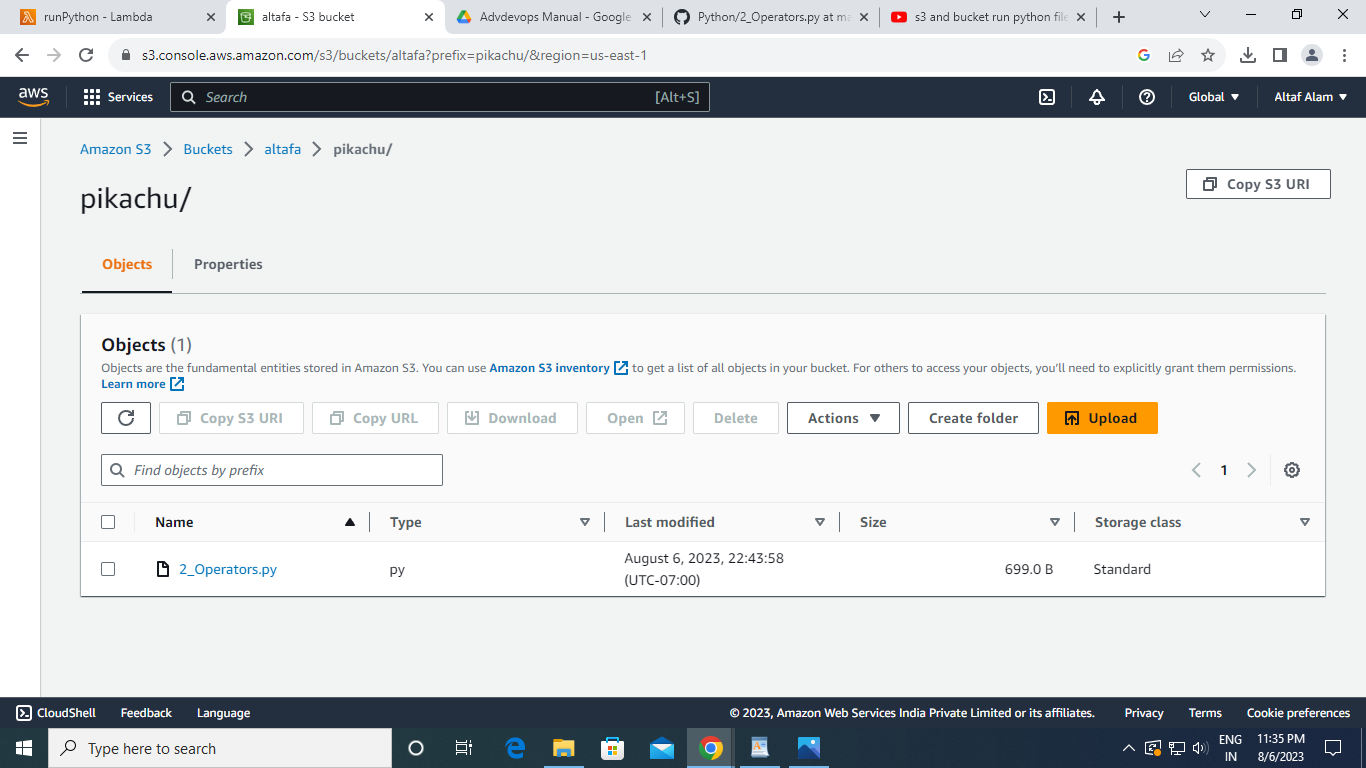 runPython - Lambda
altafa - S3 bucket
Advdevops Manual - Google
Python/2_Operators.py at ma
s3 and bucket run python file
s3.console.aws.amazon.com/s3/buckets/altafa?prefix=pikachu/&region=us-east-1
aws
Services
Search
[Alt+S]
Global
Altaf Alam
Amazon S3
Buckets
altafa
pikachu/
pikachu/
Copy S3 URI
Objects
Properties
Objects (1)
Objects are the fundamental entities stored in Amazon S3. You can use Amazon S3 inventory to get a list of all objects in your bucket. For others to access your objects, you'll need to explicitly grant them permissions.
Learn more
Copy S3 URI
Copy URL
Download
Open
Delete
Actions
Create folder
Upload
Find objects by prefix
1
Name
Type
Last modified
Size
Storage class
2_Operators.py
py
August 6, 2023, 22:43:58
(UTC-07:00)
699.0 B
Standard
CloudShell
Feedback
Language
© 2023, Amazon Web Services India Private Limited or its affiliates.
Privacy
Terms
Cookie preferences
Type here to search
ENG
IN
11:35 PM
8/6/2023